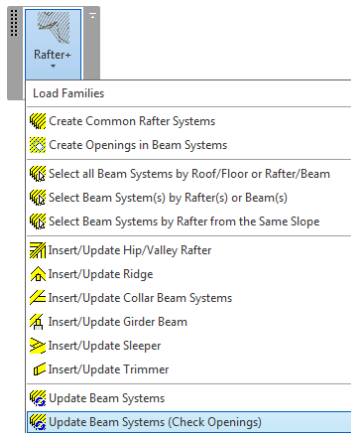 Rafter+
Load Families
Create Common Rafter Systems
Create Openings in Beam Systems
Select all Beam Systems by Roof/Floor or Rafter/Beam
Select Beam System(s) by Rafter(s) or Beam(s)
Select Beam Systems by Rafter from the Same Slope
Insert/Update Hip/Valley Rafter
Insert/Update Ridge
Insert/Update Collar Beam Systems
Insert/Update Girder Beam
Insert/Update Sleeper
Insert/Update Trimmer
Update Beam Systems
Update Beam Systems (Check Openings)